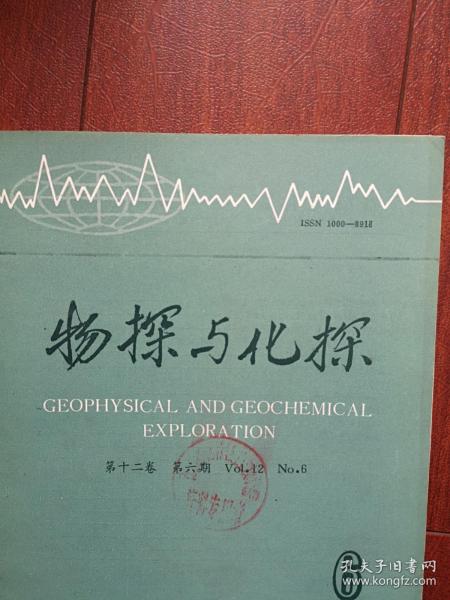 ISSN 1000—8918
物探与化探
GEOPHYSICAL AND GEOCHEMICAL
EXPLORATION
第十二卷 第六期 Vol.12 No.6
6
孔夫子旧书网
www.kongfz.com